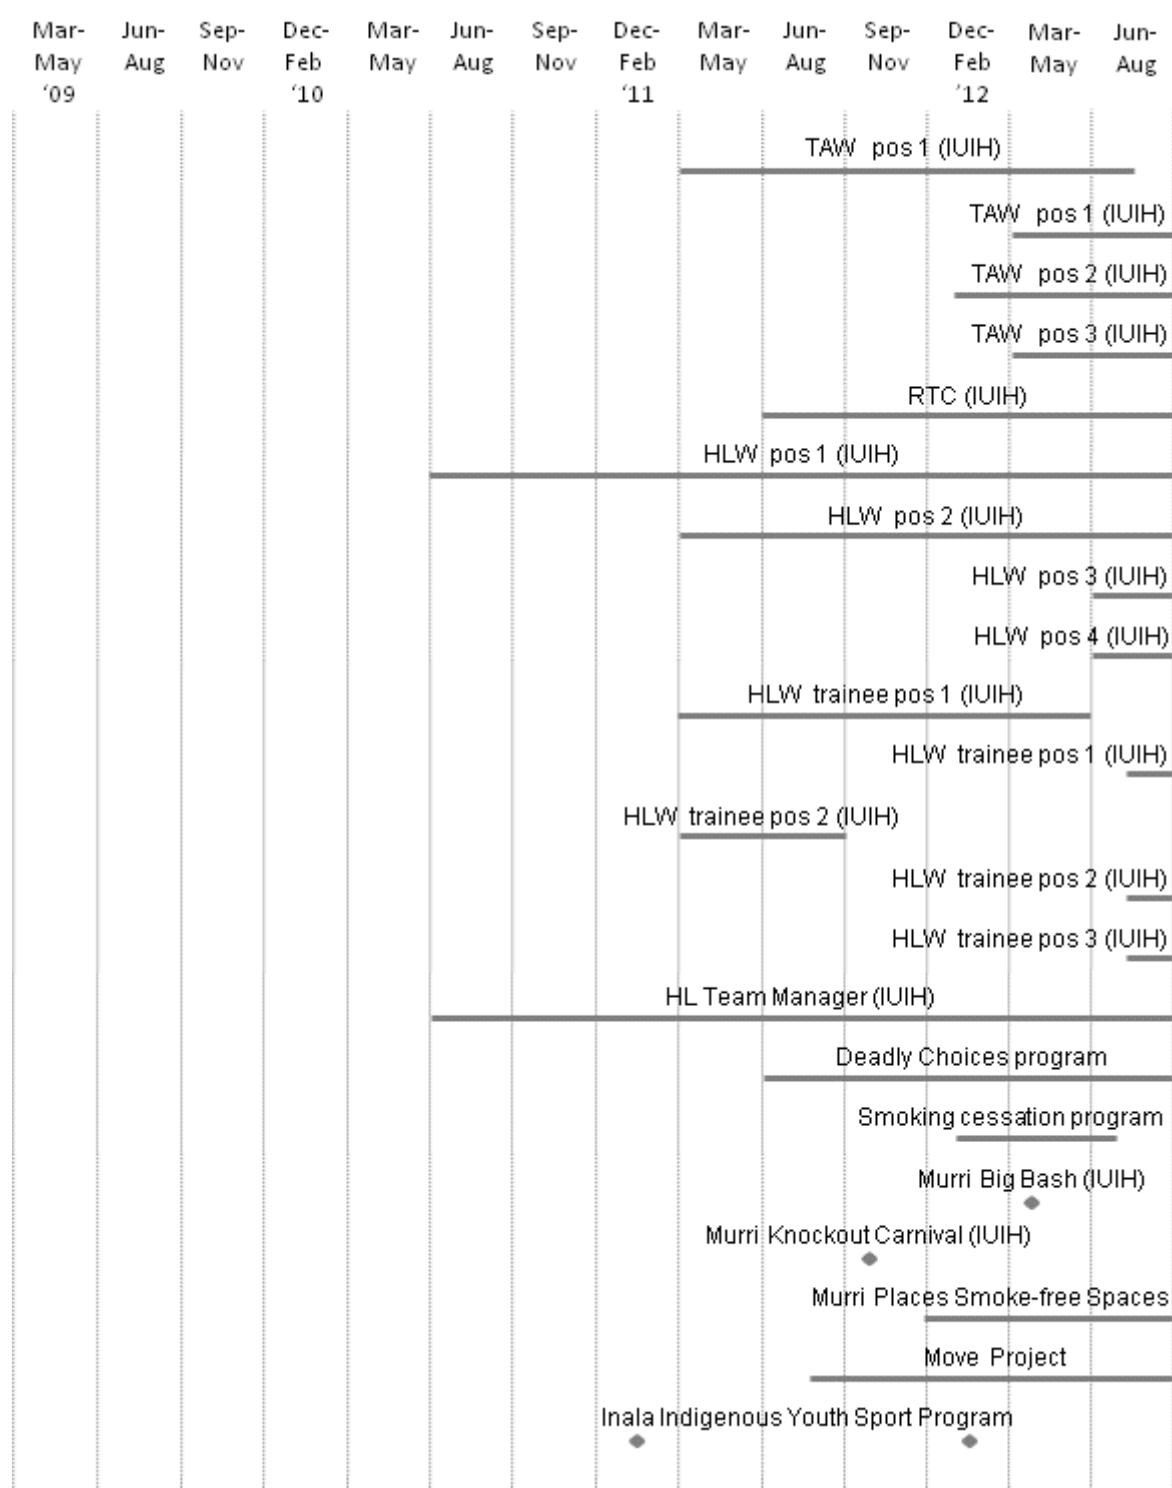 Mar- Jun- Sep- Dec- Mar- Jun- Sep- Dec- Mar- Jun- Sep- Dec- Mar- Jun-
May Aug Nov Feb May Aug Nov Feb May Aug Nov Feb May Aug
‘09 ‘10 ‘11 ’12
TAW pos 1 (IUIH)
TAW pos 1 (IUIH)
TAW pos 2 (IUIH)
TAW pos 3 (IUIH)
RTC (IUIH)
HLW pos 1 (IUIH)
HLW pos 2 (IUIH)
HLW pos 3 (IUIH)
HLW pos 4 (IUIH)
HLW trainee pos 1 (IUIH)
HLW trainee pos 1 (IUIH)
HLW trainee pos 2 (IUIH)
HLW trainee pos 2 (IUIH)
HLW trainee pos 3 (IUIH)
HL Team Manager (IUIH)
Deadly Choices program
Smoking cessation program
Murri Big Bash (IUIH)
Murri Knockout Carnival (IUIH)
Murri Places Smoke-free Spaces
Move Project
Inala Indigenous Youth Sport Program